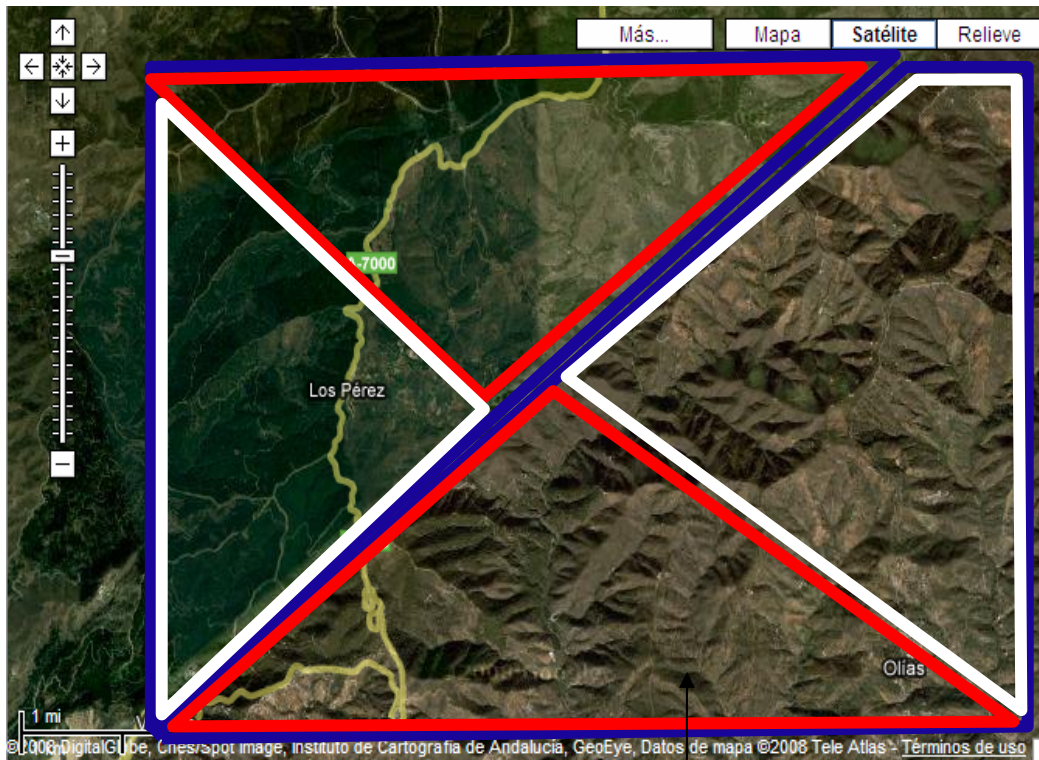 Más... Mapa Satélite Relieve
A-7000
Los Pérez
Olías
1 mi
©2008 DigitalGlobe, Cnes/Spot Image, Instituto de Cartografía de Andalucía, GeoEye, Datos de mapa ©2008 Tele Atlas - Términos de uso